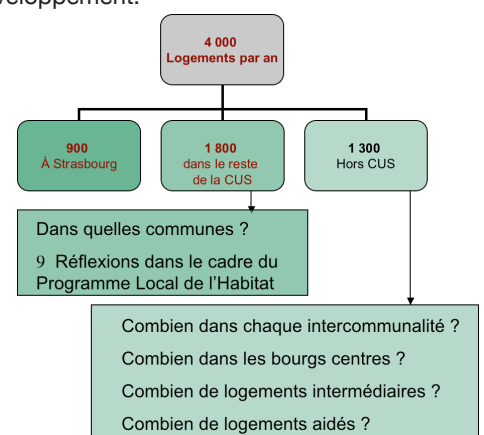 veloppement.
4 000
Logements par an
900
À Strasbourg
1 800
dans le reste
de la CUS
1 300
Hors CUS
Dans quelles communes ?
9 Réflexions dans le cadre du
Programme Local de l'Habitat
Combien dans chaque intercommunalité ?
Combien dans les bourgs centres ?
Combien de logements intermédiaires ?
Combien de logements aidés ?